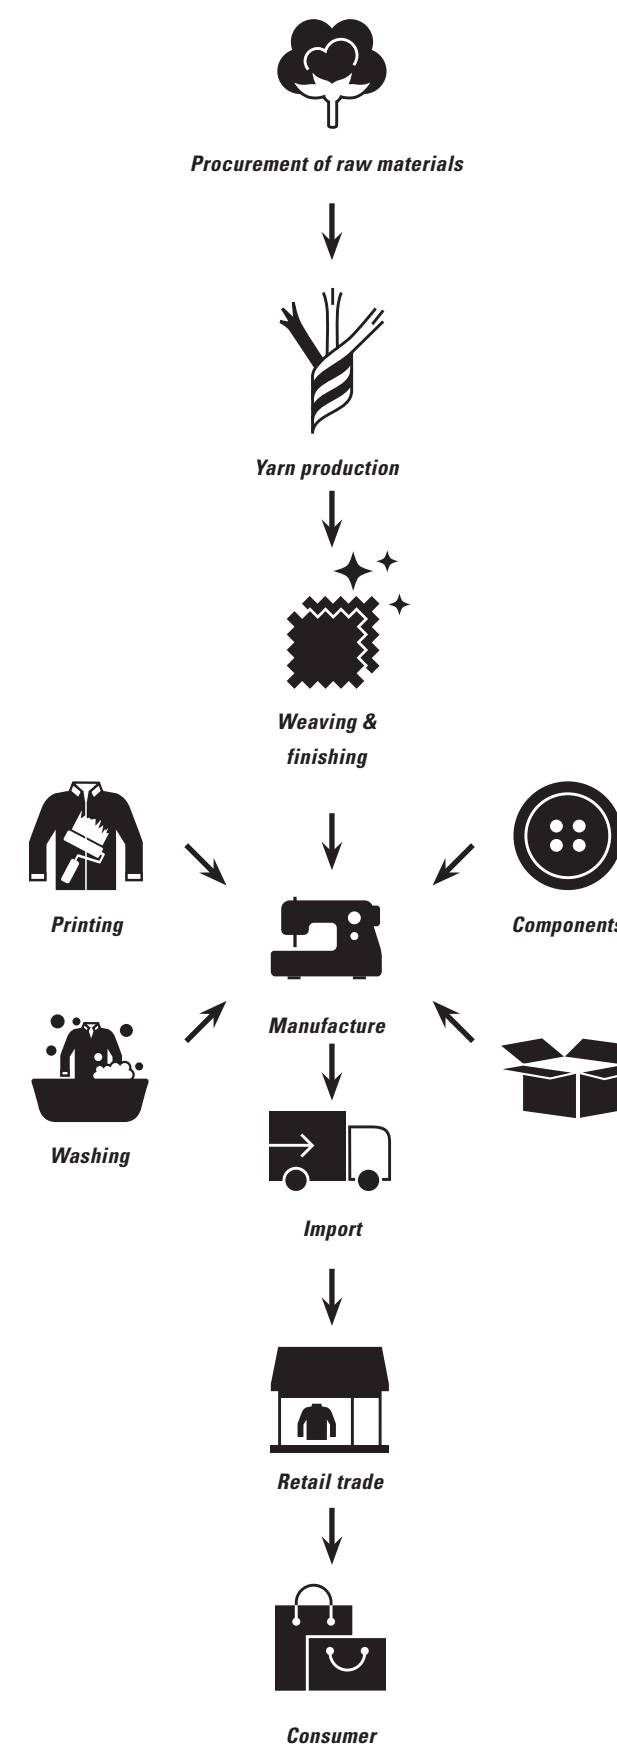 Procurement of raw materials
Yarn production
Weaving &
finishing
Printing
Components
Manufacture
Washing
Import
Retail trade
Consumer